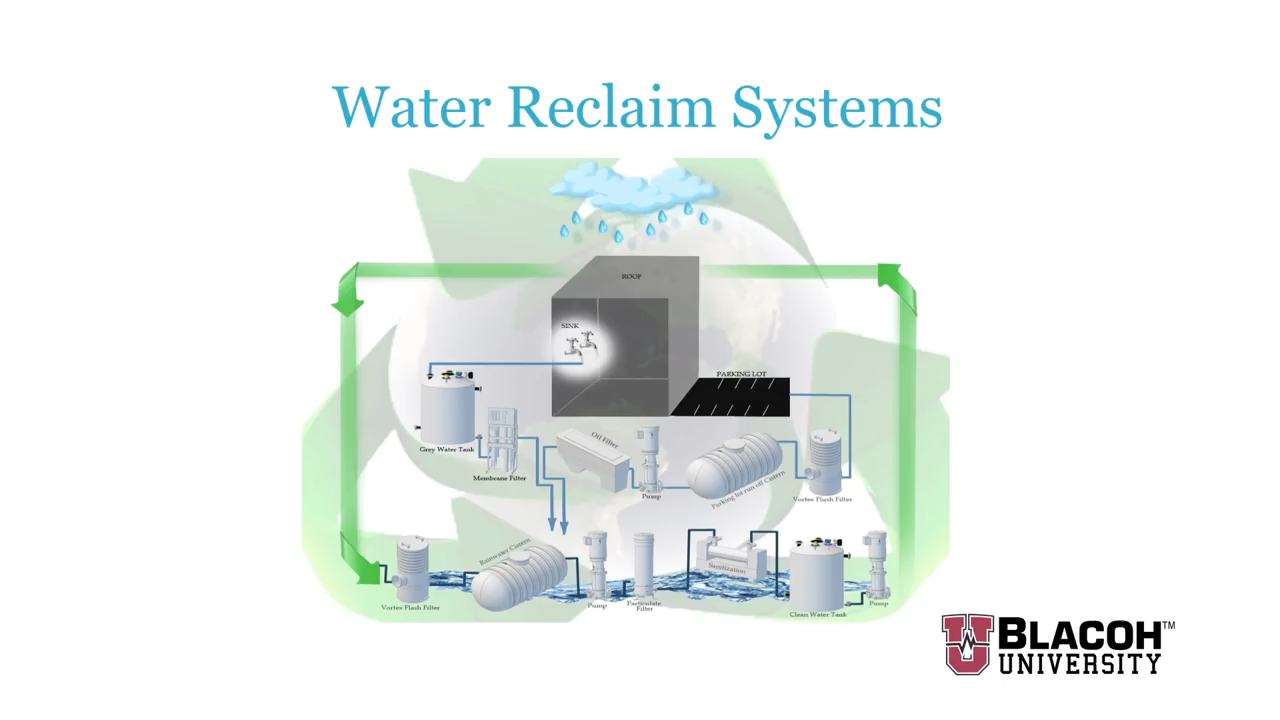 Water Reclaim Systems
ROOF
SINK
PARKING LOT
Grey Water Tank
Membrane Filter
Oil Filter
Pump
Parking lot run off Cistern
Vortex Flash Filter
Rainwater Cistern
Sterilization
Vortex Flash Filter
Pump
Particulate
Filter
Clean Water Tank
Pump
U BLACOH™
UNIVERSITY